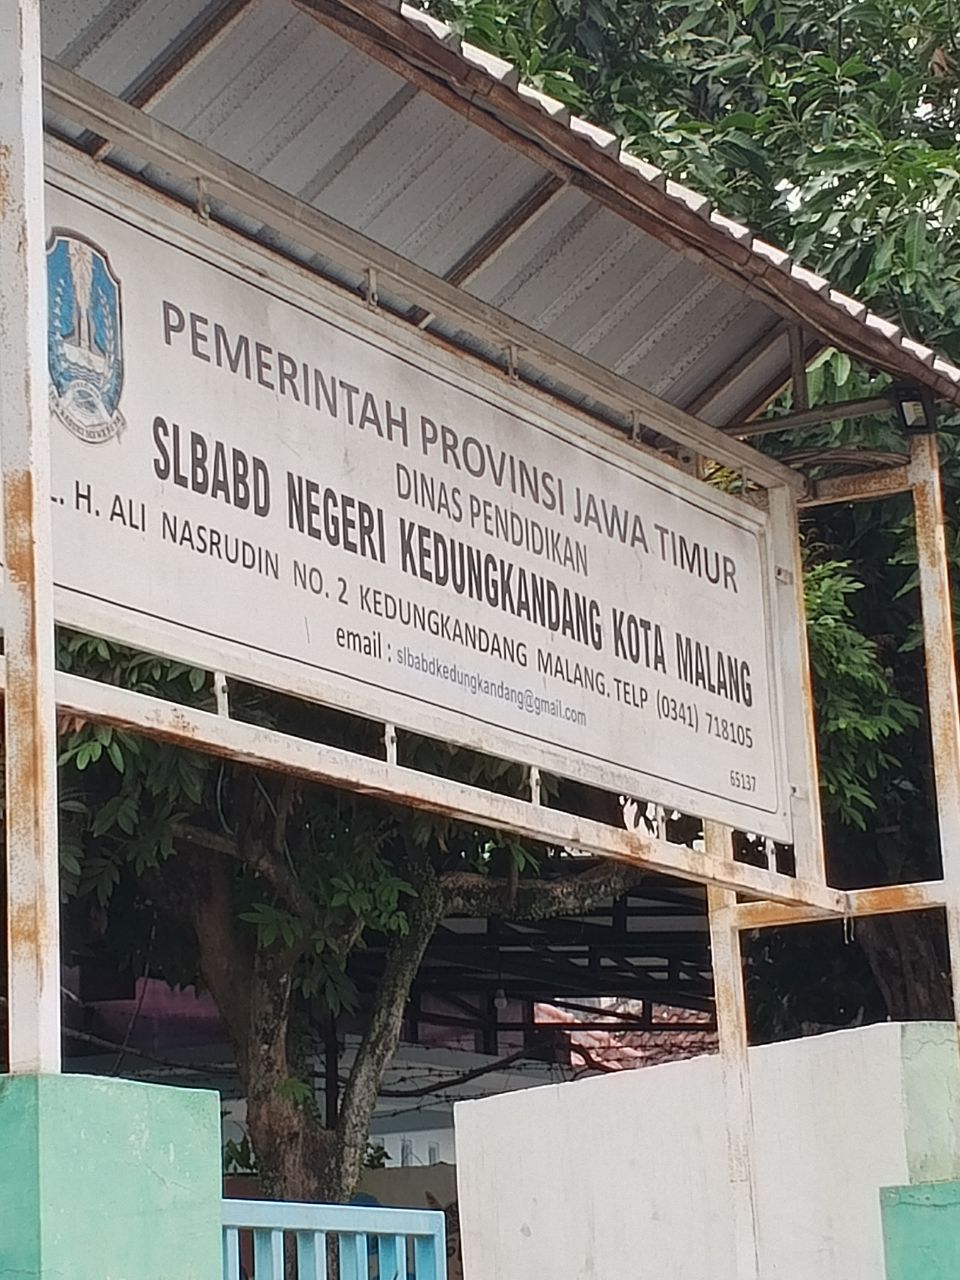 PEMERINTAH PROVINSI JAWA TIMUR
DINAS PENDIDIKAN
SLBABD NEGERI KEDUNGKANDANG KOTA MALANG
L. H. ALI NASRUDIN NO. 2 KEDUNGKANDANG MALANG. TELP (0341) 718105
email : slbabdkedungkandang@gmail.com
65137